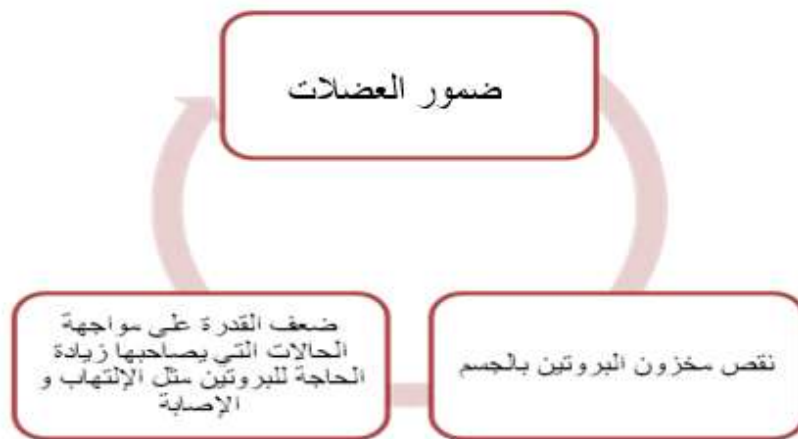 ضمور العضلات
نقص مخزون البروتين بالجسم
ضعف القدرة على مواجهة
الحالات التي يصاحبها زيادة
الحاجة للبروتين مثل الإلتهاب و
الإصابة